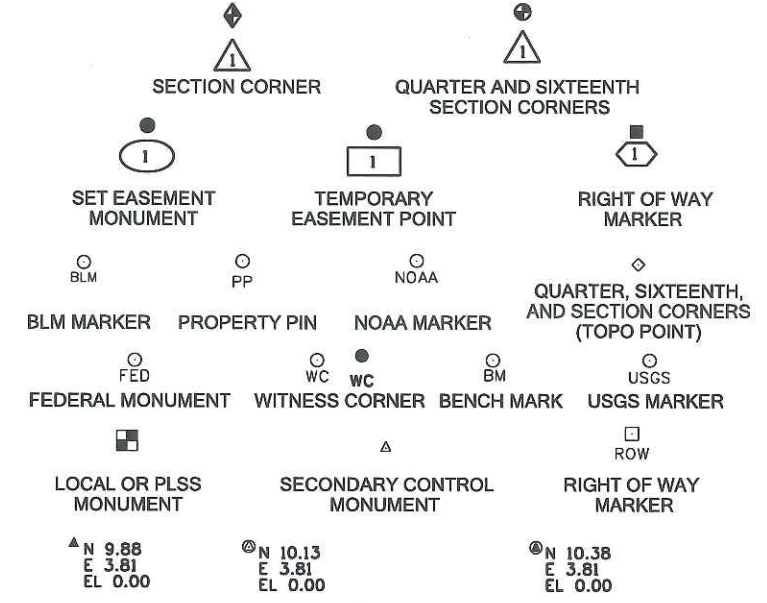 1
1
SECTION CORNER
QUARTER AND SIXTEENTH
SECTION CORNERS
1
1
1
SET EASEMENT
MONUMENT
TEMPORARY
EASEMENT POINT
RIGHT OF WAY
MARKER
BLM
PP
NOAA
BLM MARKER
PROPERTY PIN
NOAA MARKER
QUARTER, SIXTEENTH,
AND SECTION CORNERS
(TOPO POINT)
FED
WC
WC
BM
USGS
FEDERAL MONUMENT
WITNESS CORNER
BENCH MARK
USGS MARKER
ROW
LOCAL OR PLSS
MONUMENT
SECONDARY CONTROL
MONUMENT
RIGHT OF WAY
MARKER
N 9.88
E 3.81
EL 0.00
N 10.13
E 3.81
EL 0.00
N 10.38
E 3.81
EL 0.00